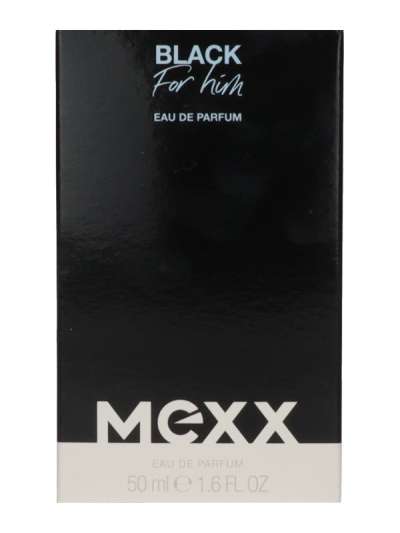 BLACK
For him
EAU DE PARFUM
Mexx
EAU DE PARFUM
50 ml ℮ 1.6 FL OZ